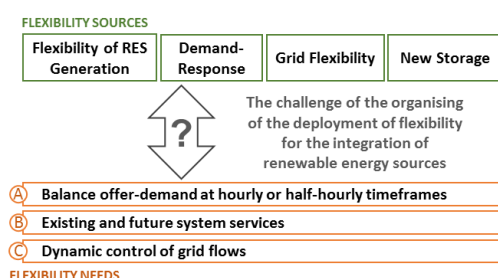 FLEXIBILITY SOURCES
Flexibility of RES Generation
Demand-Response
Grid Flexibility
New Storage
?
The challenge of the organising
of the deployment of flexibility
for the integration of
renewable energy sources
A Balance offer-demand at hourly or half-hourly timeframes
B Existing and future system services
C Dynamic control of grid flows
FLEXIBILITY NEEDS